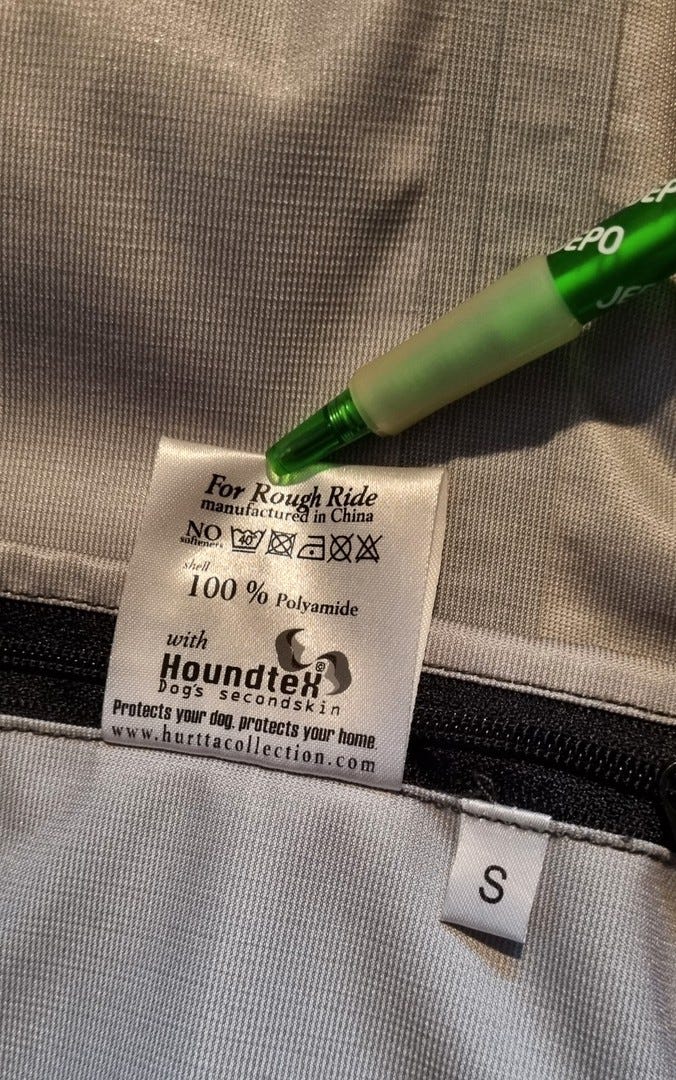 JEPO
For Rough Ride
manufactured in China
NO
softeners
40°
shell
100 % Polyamide
with
Houndtex®
Dog's secondskin
Protects your dog, protects your home.
www.hurttacollection.com
S